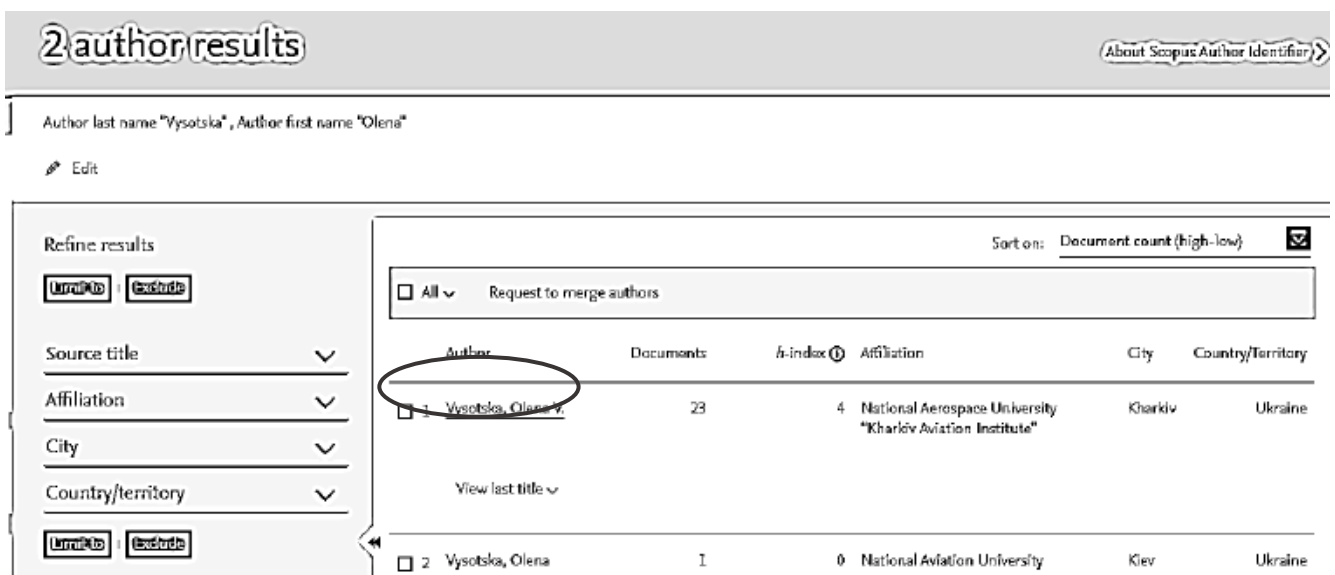 2 author results
About Scopus Author Identifier >
Author last name "Vysotska" , Author first name "Olena"
Edit
Refine results
Sort on: Document count (high-low)
Limit to Exclude
All Request to merge authors
Source title
Author Documents h-index Affiliation City Country/Territory
Affiliation
1 Vysotska, Olena V. 23 4 National Aerospace University Kharkiv Ukraine
"Kharkiv Aviation Institute"
City
Country/territory
View last title
Limit to Exclude
2 Vysotska, Olena 1 0 National Aviation University Kiev Ukraine